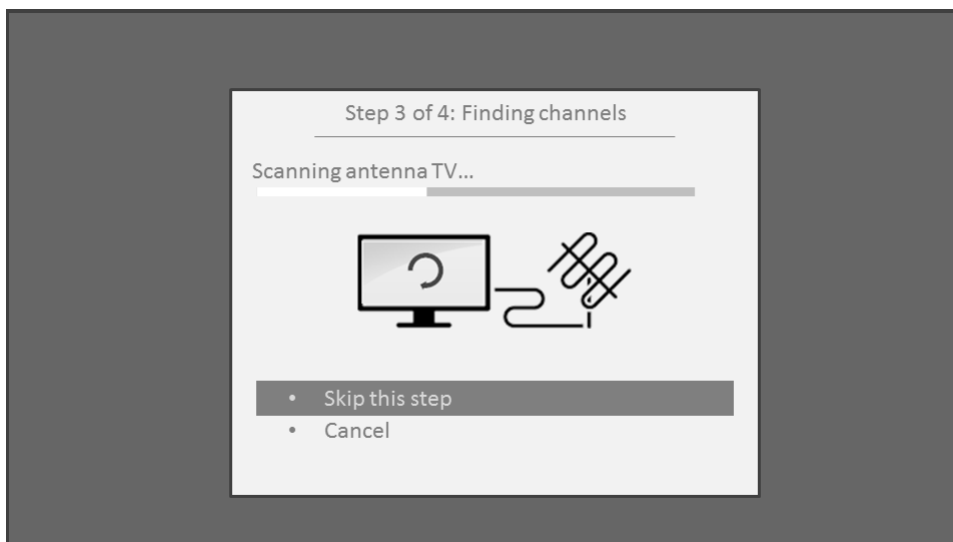 Step 3 of 4: Finding channels
Scanning antenna TV...
• Skip this step
• Cancel